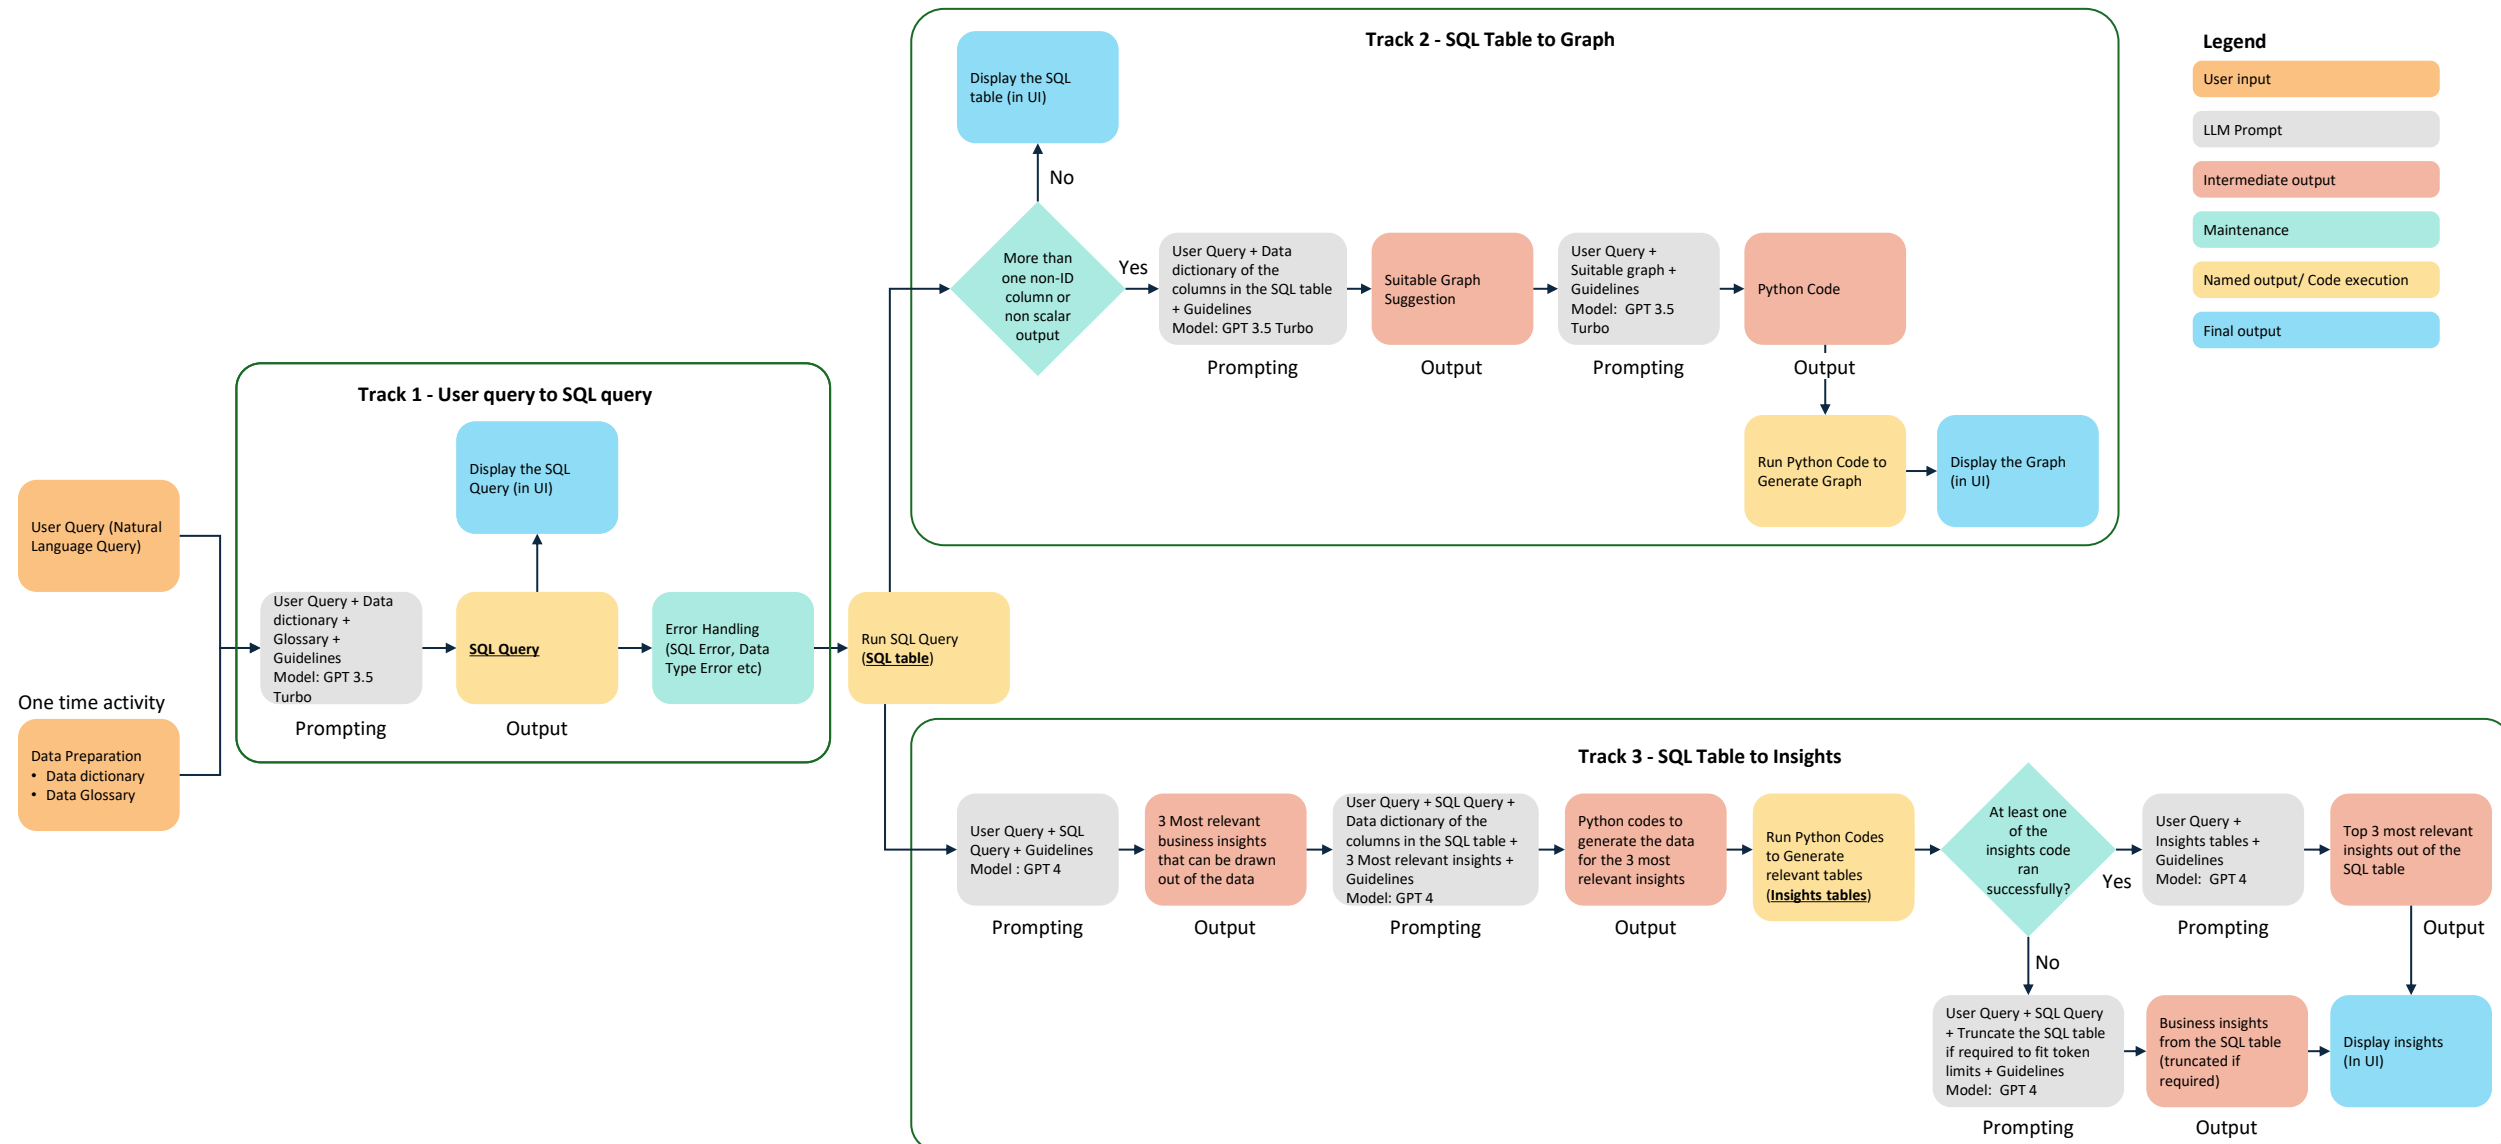 Track 2 - SQL Table to Graph
Display the SQL
table (in UI)
No
More than
one non-ID
column or
non scalar
output
Yes
User Query + Data
dictionary of the
columns in the SQL table
+ Guidelines
Model: GPT 3.5 Turbo
Prompting
Suitable Graph
Suggestion
Output
User Query +
Suitable graph +
Guidelines
Model:  GPT 3.5
Turbo
Prompting
Python Code
Output
Run Python Code to
Generate Graph
Display the Graph
(in UI)
Legend
User input
LLM Prompt
Intermediate output
Maintenance
Named output/ Code execution
Final output
Track 1 - User query to SQL query
Display the SQL
Query (in UI)
User Query (Natural
Language Query)
One time activity
Data Preparation
• Data dictionary
• Data Glossary
User Query + Data
dictionary +
Glossary +
Guidelines
Model: GPT 3.5
Turbo
Prompting
SQL Query
Output
Error Handling
(SQL Error, Data
Type Error etc)
Run SQL Query
(SQL table)
Track 3 - SQL Table to Insights
User Query + SQL
Query + Guidelines
Model : GPT 4
Prompting
3 Most relevant
business insights
that can be drawn
out of the data
Output
User Query + SQL Query +
Data dictionary of the
columns in the SQL table +
3 Most relevant insights +
Guidelines
Model: GPT 4
Prompting
Python codes to
generate the data
for the 3 most
relevant insights
Output
Run Python Codes
to Generate
relevant tables
(Insights tables)
At least one
of the
insights code
ran
successfully?
Yes
User Query +
Insights tables +
Guidelines
Model:  GPT 4
Prompting
Top 3 most relevant
insights out of the
SQL table
Output
No
User Query + SQL Query
+ Truncate the SQL table
if required to fit token
limits + Guidelines
Model:  GPT 4
Prompting
Business insights
from the SQL table
(truncated if
required)
Output
Display insights
(In UI)